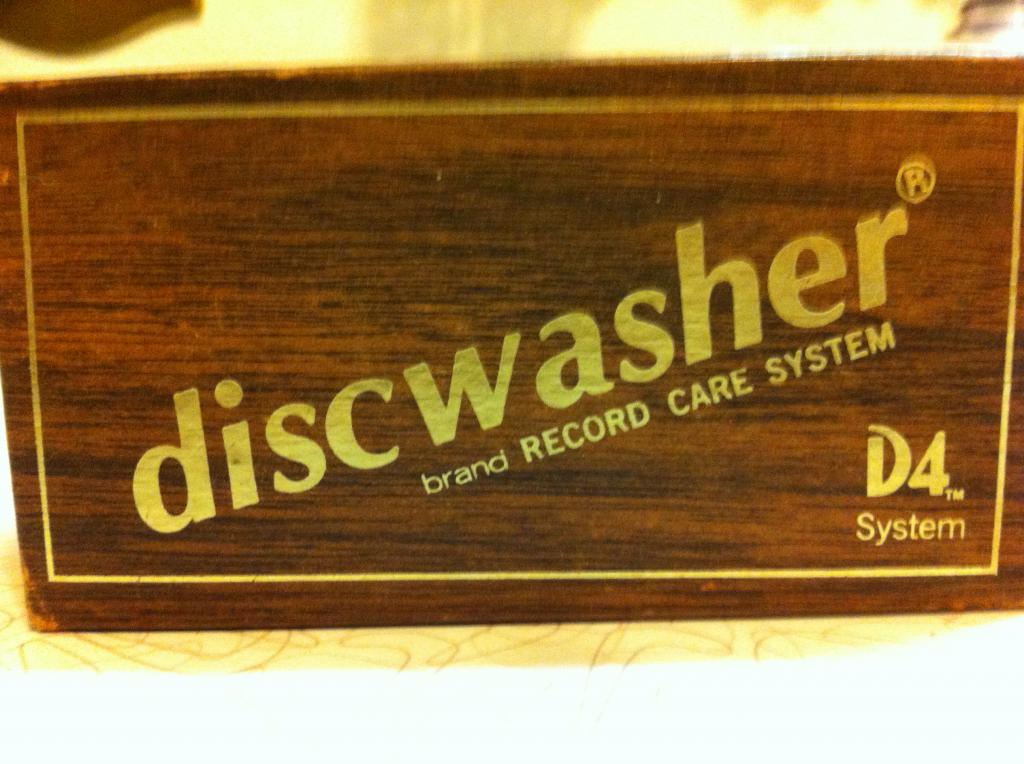 discwasher®
brand RECORD CARE SYSTEM
D4™
System